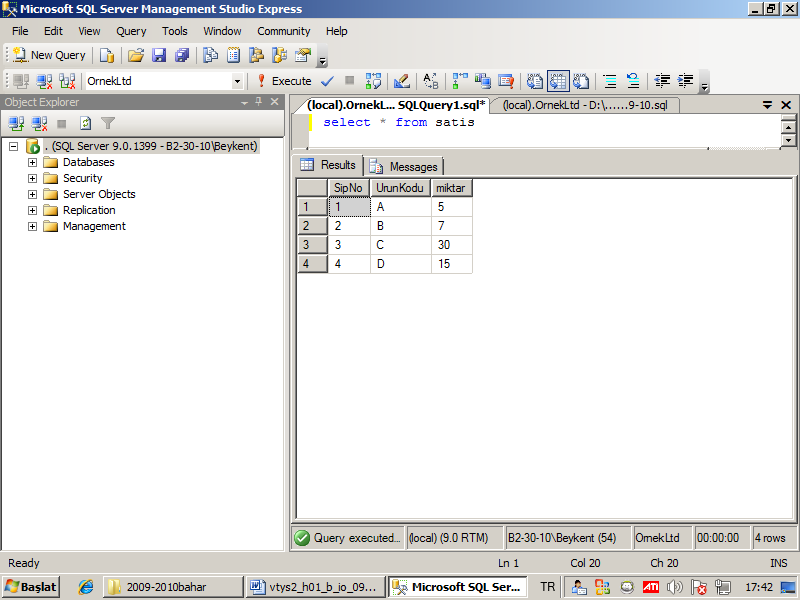 Microsoft SQL Server Management Studio Express
File Edit View Query Tools Window Community Help
New Query
OrnekLtd Execute
Object Explorer
(local).OrnekL... SQLQuery1.sql* (local).OrnekLtd - D:\......9-10.sql
select * from satis
. (SQL Server 9.0.1399 - B2-30-10\Beykent)
Databases
Security
Server Objects
Replication
Management
Results Messages
SipNo UrunKodu miktar
1 1 A 5
2 2 B 7
3 3 C 30
4 4 D 15
Query executed... (local) (9.0 RTM) B2-30-10\Beykent (54) OrnekLtd 00:00:00 4 rows
Ready Ln 1 Col 20 Ch 20 INS
Başlat 2009-2010bahar vtys2_h01_b_io_09... Microsoft SQL Ser... TR ATI 17:42